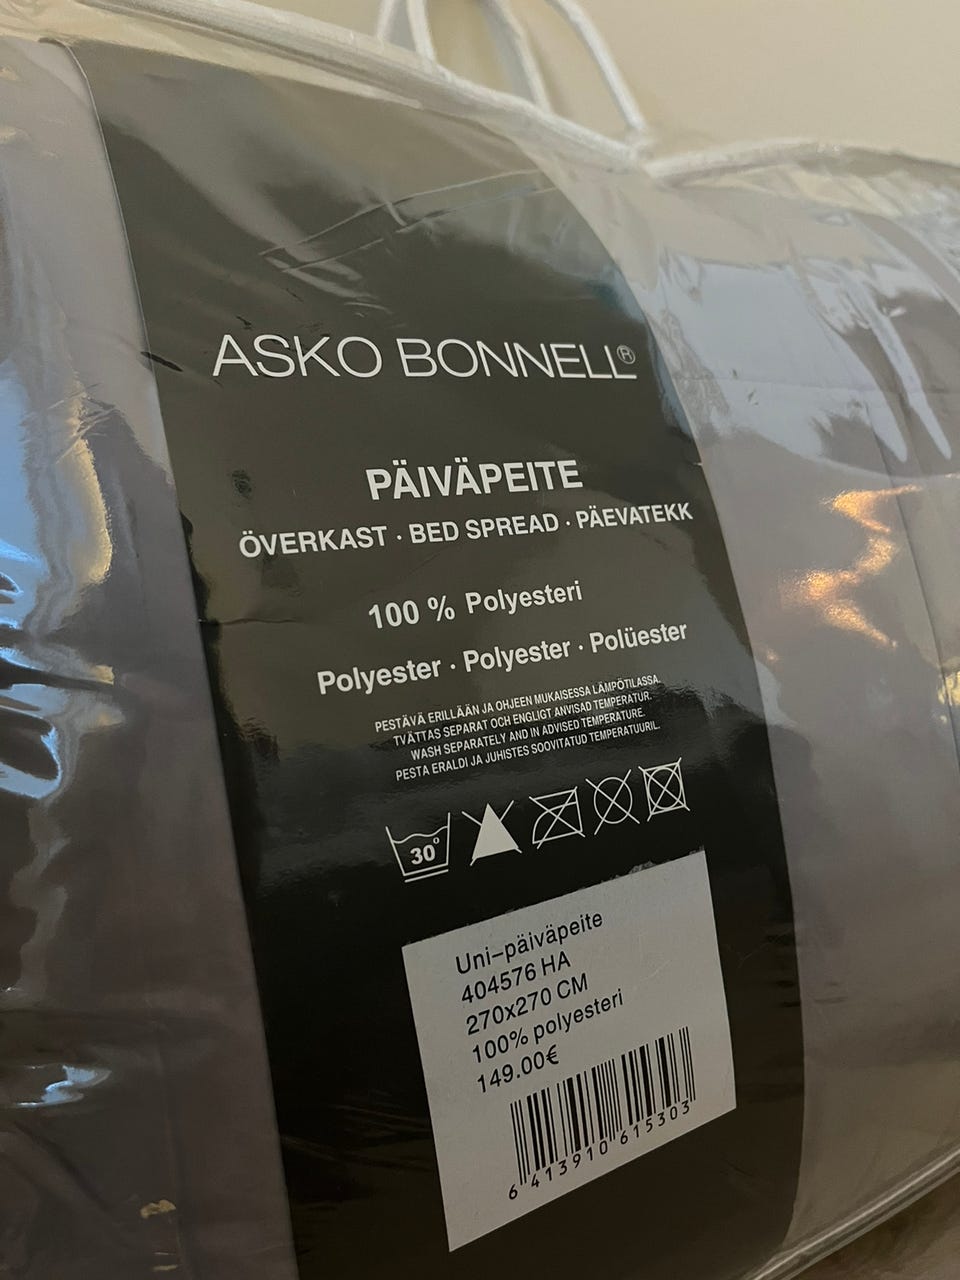 ASKO BONNELL®
PÄIVÄPEITE
ÖVERKAST · BED SPREAD · PÄEVATEKK
100 % Polyesteri
Polyester · Polyester · Polüester
PESTÄVÄ ERILLÄÄN JA OHJEEN MUKAISESSA LÄMPÖTILASSA.
TVÄTTAS SEPARAT OCH ENGLIGT ANVISAD TEMPERATUR.
WASH SEPARATELY AND IN ADVISED TEMPERATURE.
PESTA ERALDI JA JUHISTES SOOVITATUD TEMPERATUURIL.
30°
Uni-päiväpeite
404576 HA
270x270 CM
100% polyesteri
149.00€
6 413910 615303